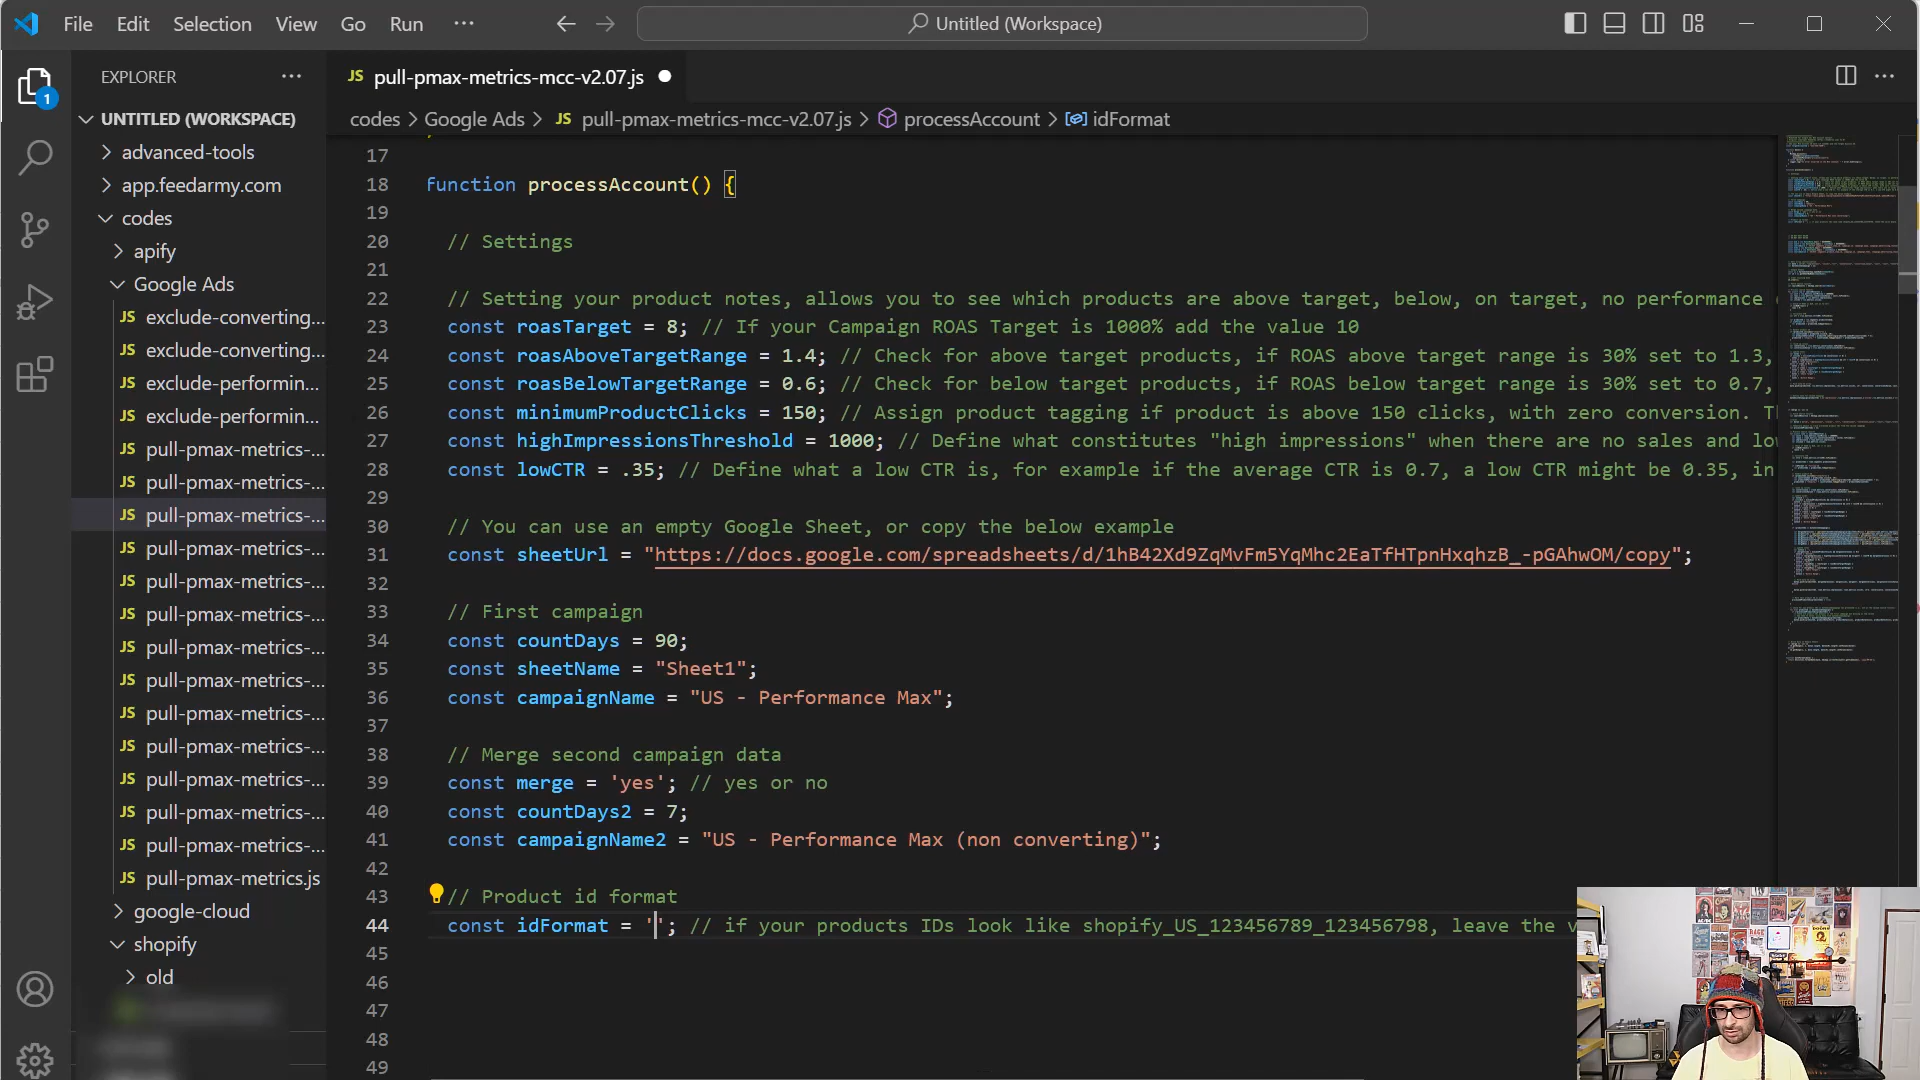 File Edit Selection View Go Run ··· Untitled (Workspace)
EXPLORER ···
JS pull-pmax-metrics-mcc-v2.07.js
1
codes > Google Ads > JS pull-pmax-metrics-mcc-v2.07.js > processAccount > idFormat
UNTITLED (WORKSPACE)
advanced-tools
app.feedarmy.com
codes
apify
Google Ads
JS exclude-converting...
JS exclude-converting...
JS exclude-performin...
JS exclude-performin...
JS pull-pmax-metrics-...
JS pull-pmax-metrics-...
JS pull-pmax-metrics-...
JS pull-pmax-metrics-...
JS pull-pmax-metrics-...
JS pull-pmax-metrics-...
JS pull-pmax-metrics-...
JS pull-pmax-metrics-...
JS pull-pmax-metrics-...
JS pull-pmax-metrics-...
JS pull-pmax-metrics-...
JS pull-pmax-metrics-...
JS pull-pmax-metrics-...
JS pull-pmax-metrics.js
google-cloud
shopify
old
17
18 function processAccount() {
19
20 // Settings
21
22 // Setting your product notes, allows you to see which products are above target, below, on target, no performance
23 const roasTarget = 8; // If your Campaign ROAS Target is 1000% add the value 10
24 const roasAboveTargetRange = 1.4; // Check for above target products, if ROAS above target range is 30% set to 1.3,
25 const roasBelowTargetRange = 0.6; // Check for below target products, if ROAS below target range is 30% set to 0.7,
26 const minimumProductClicks = 150; // Assign product tagging if product is above 150 clicks, with zero conversion. T
27 const highImpressionsThreshold = 1000; // Define what constitutes "high impressions" when there are no sales and lo
28 const lowCTR = .35; // Define what a low CTR is, for example if the average CTR is 0.7, a low CTR might be 0.35, in
29
30 // You can use an empty Google Sheet, or copy the below example
31 const sheetUrl = "https://docs.google.com/spreadsheets/d/1hB42Xd9ZqMvFm5YqMhc2EaTfHTpnHxqhzB_-pGAhwOM/copy";
32
33 // First campaign
34 const countDays = 90;
35 const sheetName = "Sheet1";
36 const campaignName = "US - Performance Max";
37
38 // Merge second campaign data
39 const merge = 'yes'; // yes or no
40 const countDays2 = 7;
41 const campaignName2 = "US - Performance Max (non converting)";
42
43 // Product id format
44 const idFormat = ''; // if your products IDs look like shopify_US_123456789_123456798, leave the v
45
46
47
48
49